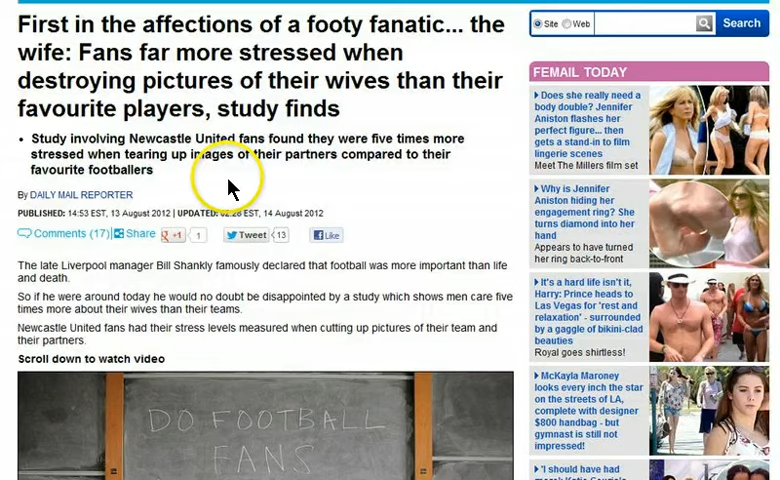 First in the affections of a footy fanatic... the
wife: Fans far more stressed when
destroying pictures of their wives than their
favourite players, study finds
• Study involving Newcastle United fans found they were five times more
stressed when tearing up images of their partners compared to their
favourite footballers
By DAILY MAIL REPORTER
PUBLISHED: 14:53 EST, 13 August 2012 | UPDATED: 02:28 EST, 14 August 2012
Comments (17) Share +1 1 Tweet 13 Like
The late Liverpool manager Bill Shankly famously declared that football was more important than life
and death.
So if he were around today he would no doubt be disappointed by a study which shows men care five
times more about their wives than their teams.
Newcastle United fans had their stress levels measured when cutting up pictures of their team and
their partners.
Scroll down to watch video
DO FOOTBALL
FANS
Site Web Search
FEMAIL TODAY
Does she really need a
body double? Jennifer
Aniston flashes her
perfect figure... then
gets a stand-in to film
lingerie scenes
Meet The Millers film set
Why is Jennifer
Aniston hiding her
engagement ring? She
turns diamond into her
hand
Appears to have turned
her ring back-to-front
It's a hard life isn't it,
Harry: Prince heads to
Las Vegas for 'rest and
relaxation' - surrounded
by a gaggle of bikini-clad
beauties
Royal goes shirtless!
McKayla Maroney
looks every inch the star
on the streets of LA,
complete with designer
$800 handbag - but
gymnast is still not
impressed!
'I should have had